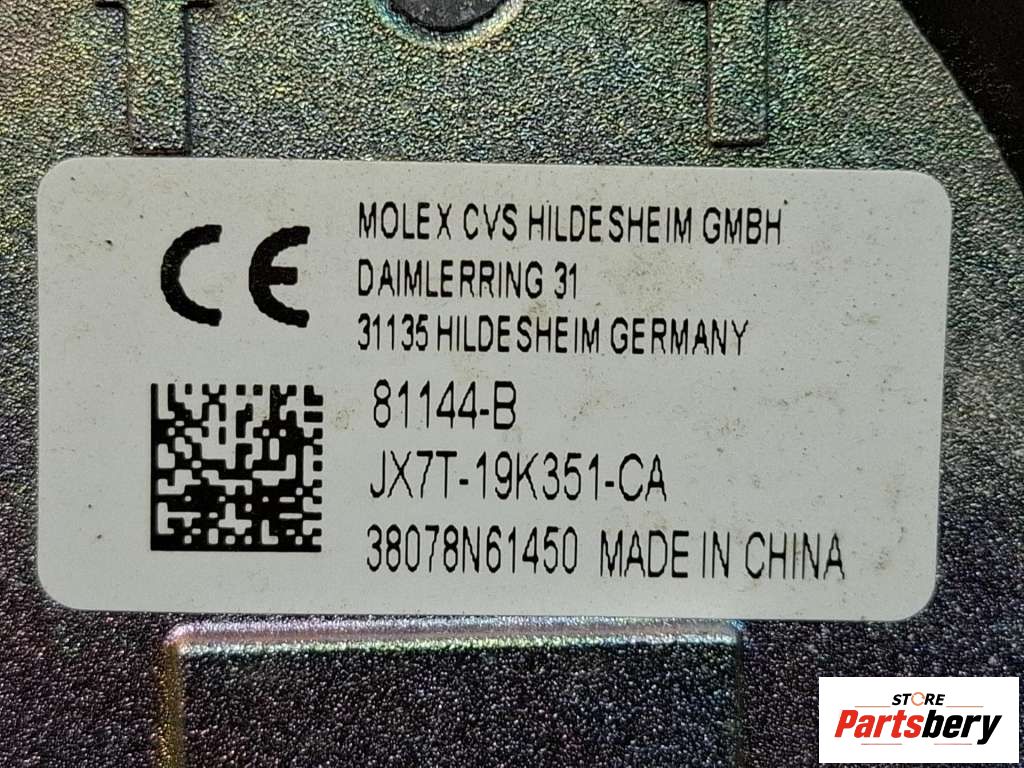 CE
MOLEX CVS HILDESHEIM GMBH
DAIMLERRING 31
31135 HILDESHEIM GERMANY
81144-B
JX7T-19K351-CA
38078N61450 MADE IN CHINA
STORE
Partsbery